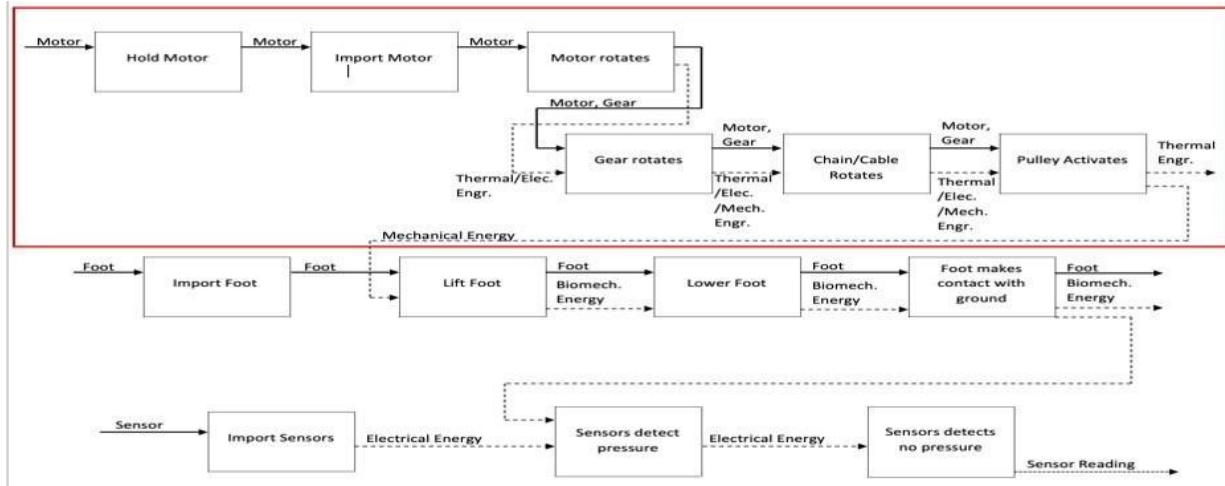 Motor
Hold Motor
Motor
Import Motor
Motor
Motor rotates
Motor, Gear
Thermal/Elec.
Engr.
Gear rotates
Motor,
Gear
Thermal
/Elec.
/Mech.
Engr.
Chain/Cable
Rotates
Motor,
Gear
Thermal
/Elec.
/Mech.
Engr.
Pulley Activates
Thermal
Engr.
Mechanical Energy
Foot
Import Foot
Foot
Lift Foot
Foot
Biomech.
Energy
Lower Foot
Foot
Biomech.
Energy
Foot makes
contact with
ground
Foot
Biomech.
Energy
Sensor
Import Sensors
Electrical Energy
Sensors detect
pressure
Electrical Energy
Sensors detects
no pressure
Sensor Reading